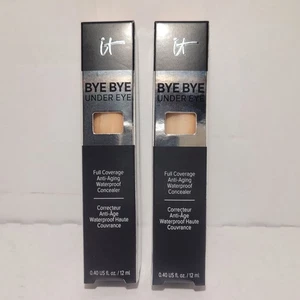 it
BYE BYE
UNDER EYE
Full Coverage
Anti-Aging
Waterproof
Concealer
Correcteur
Anti-Âge
Waterproof Haute
Couvrance
0.40 US fl. oz. / 12 ml
it
BYE BYE
UNDER EYE
Full Coverage
Anti-Aging
Waterproof
Concealer
Correcteur
Anti-Âge
Waterproof Haute
Couvrance
0.40 US fl. oz. / 12 ml